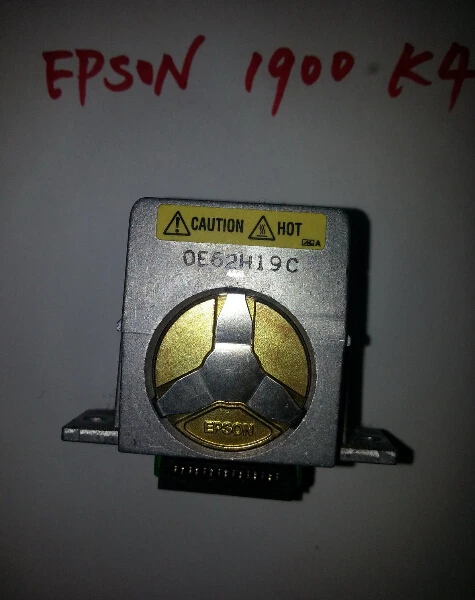 EPSON 1900 K4
CAUTION HOT
A
0E62H19C
EPSON